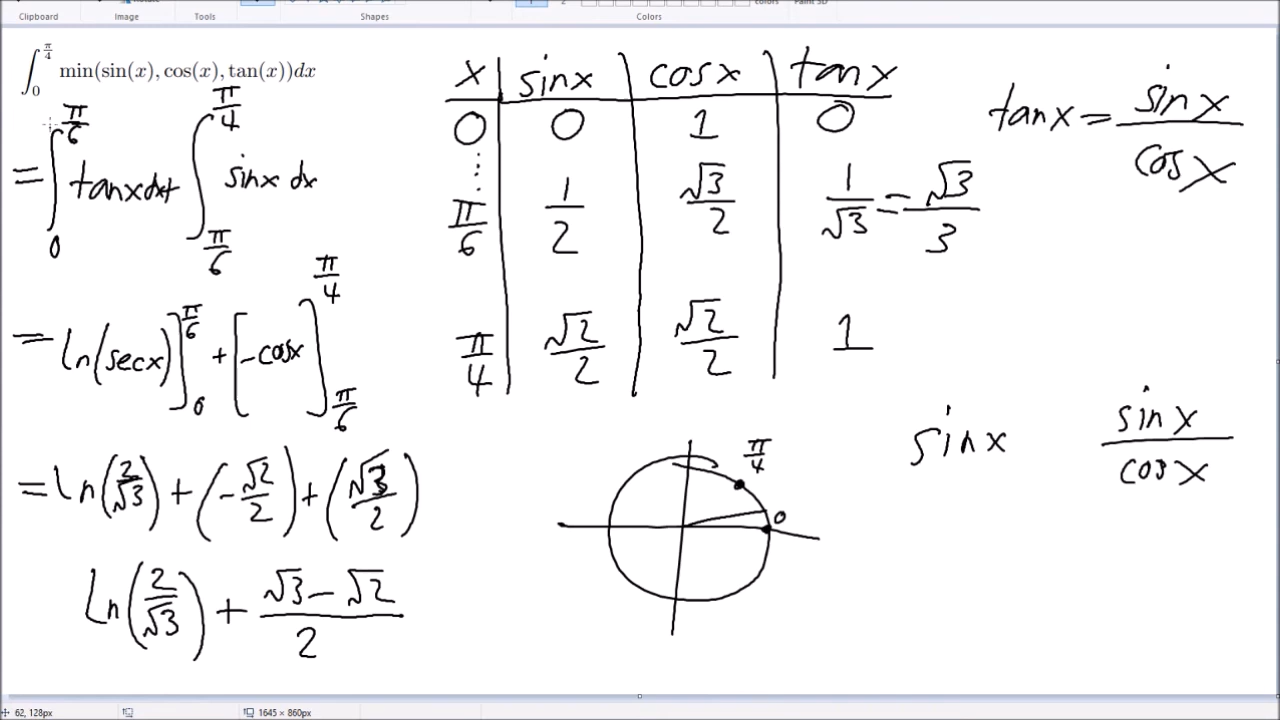 Clipboard Image Tools Shapes Colors
1 2
∫_0^{π/4} min(sin(x), cos(x), tan(x))dx
= ∫_0^{π/6} tanx dx + ∫_{π/6}^{π/4} sinx dx
= ln(secx)]_0^{π/6} + [-cosx]_{π/6}^{π/4}
= ln(2/√3) + (-√2/2) + (√3/2)
ln(2/√3) + (√3-√2)/2
x | sinx | cosx | tanx
0 | 0 | 1 | 0
⋮
π/6 | 1/2 | √3/2 | 1/√3 = √3/3
π/4 | √2/2 | √2/2 | 1
tanx = sinx/cosx
sinx sinx/cosx
π/4
0
62, 128px 1645 × 860px